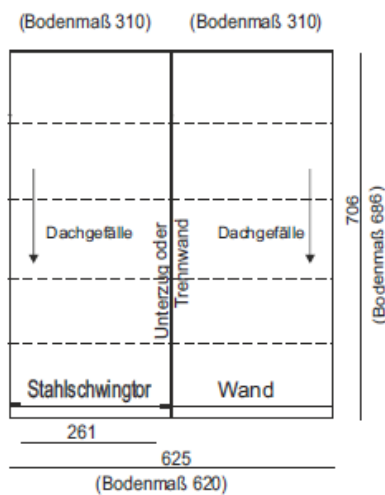 (Bodenmaß 310) (Bodenmaß 310)
Dachgefälle Dachgefälle
Unterzug oder
Trennwand
706
(Bodenmaß 686)
Stahlschwingtor Wand
261
625
(Bodenmaß 620)